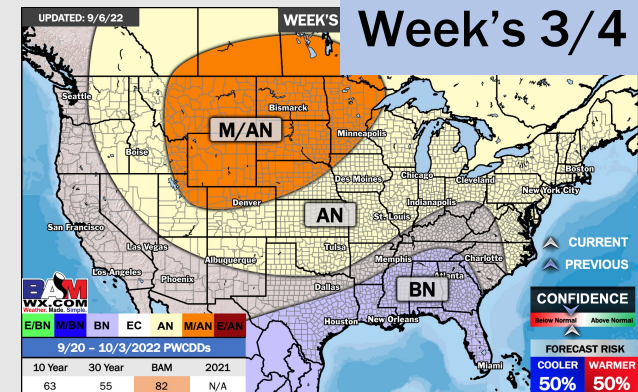 UPDATED: 9/6/22
WEEK'S
Week's 3/4
Seattle
Bismarck
M/AN
Minneapolis
Boise
Boston
Des Moines
Chicago
Cleveland
New York City
Denver
Indianapolis
AN
St. Louis
San Francisco
Las Vegas
Tulsa
CURRENT
Albuquerque
Memphis
Charlotte
PREVIOUS
Los Angeles
Phoenix
Atlanta
Dallas
BAM
WX.COM
Weather. Made. Simple.
BN
CONFIDENCE
Houston
New Orleans
Below Normal
Above Normal
E/BN M/BN BN EC AN M/AN E/AN
9/20 – 10/3/2022 PWCDDs
FORECAST RISK
Miami
COOLER WARMER
10 Year 30 Year BAM 2021
50% 50%
63 55 82 N/A